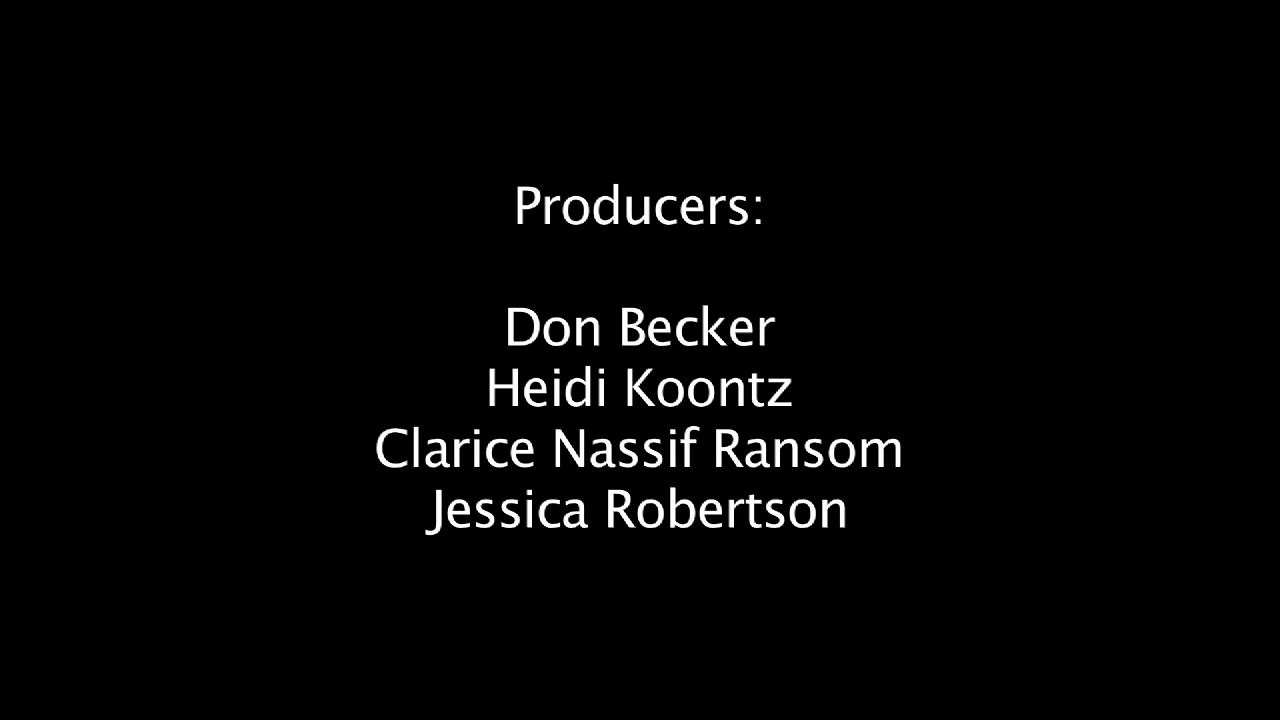 Producers:
Don Becker
Heidi Koontz
Clarice Nassif Ransom
Jessica Robertson